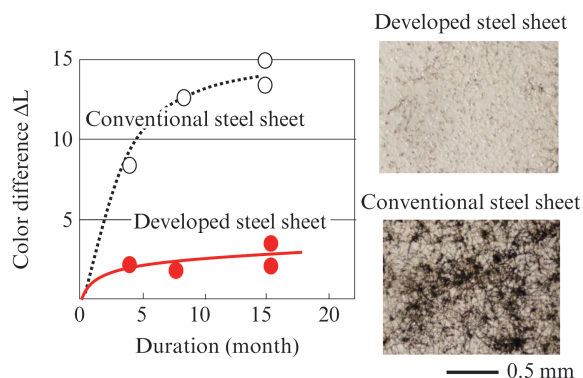 Color difference ΔL
15
10
5
0
5
10
15
20
Duration (month)
Conventional steel sheet
Developed steel sheet
Developed steel sheet
Conventional steel sheet
0.5 mm